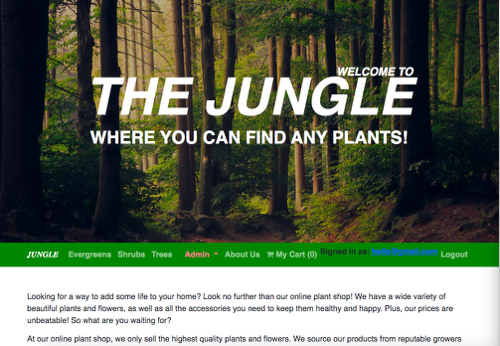 WELCOME TO
THE JUNGLE
WHERE YOU CAN FIND ANY PLANTS!
JUNGLE Evergreens Shrubs Trees Admin About Us My Cart (0) Signed in as: hello@gmail.com Logout
Looking for a way to add some life to your home? Look no further than our online plant shop! We have a wide variety of
beautiful plants and flowers, as well as all the accessories you need to keep them healthy and happy. Plus, our prices are
unbeatable! So what are you waiting for?
At our online plant shop, we only sell the highest quality plants and flowers. We source our products from reputable growers